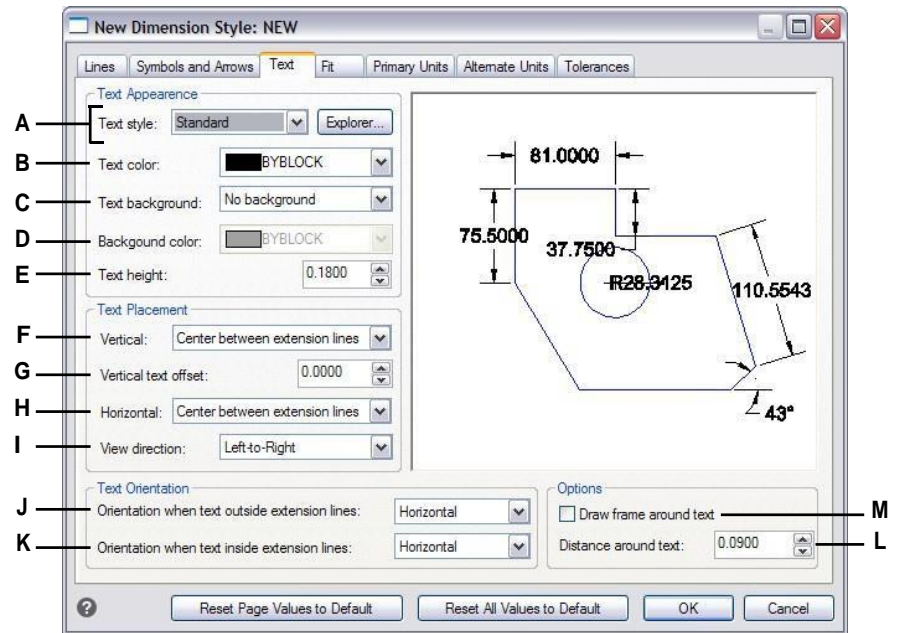 New Dimension Style: NEW
Lines Symbols and Arrows Text Fit Primary Units Alternate Units Tolerances
Text Appearence
A Text style: Standard Explorer...
B Text color: BYBLOCK
C Text background: No background
D Backgound color: BYBLOCK
E Text height: 0.1800
Text Placement
F Vertical: Center between extension lines
G Vertical text offset: 0.0000
H Horizontal: Center between extension lines
I View direction: Left-to-Right
81.0000
75.5000
37.7500
R28.3125
110.5543
43°
Text Orientation
J Orientation when text outside extension lines: Horizontal
K Orientation when text inside extension lines: Horizontal
Options
Draw frame around text M
Distance around text: 0.0900 L
? Reset Page Values to Default Reset All Values to Default OK Cancel